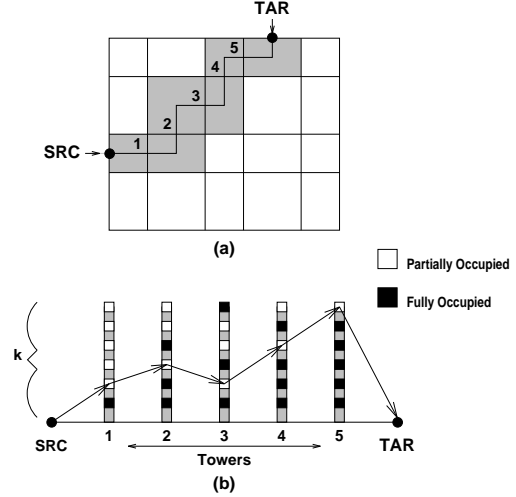 TAR
5
4
3
2
1
SRC
(a)
Partially Occupied
Fully Occupied
k
SRC
1
2
3
4
5
TAR
Towers
(b)